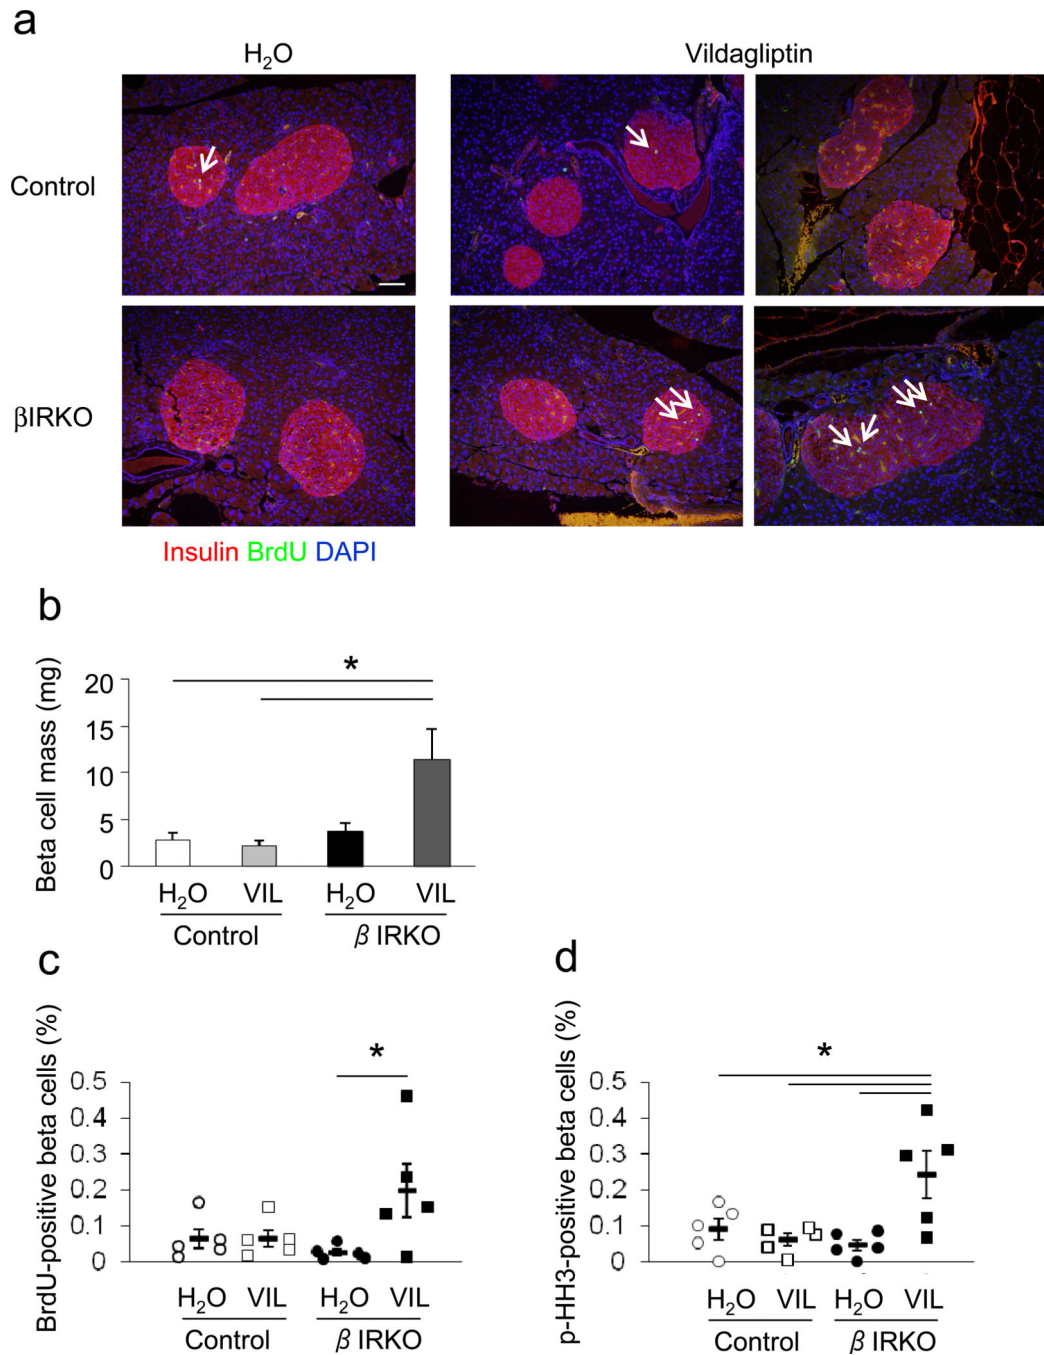 a
H₂O Vildagliptin
Control
βIRKO
Insulin BrdU DAPI
b
Beta cell mass (mg)
*
20
15
10
5
0
H₂O VIL H₂O VIL
Control β IRKO
c
BrdU-positive beta cells (%)
*
0.5
0.4
0.3
0.2
0.1
0
H₂O VIL H₂O VIL
Control β IRKO
d
p-HH3-positive beta cells (%)
*
0.5
0.4
0.3
0.2
0.1
0
H₂O VIL H₂O VIL
Control β IRKO